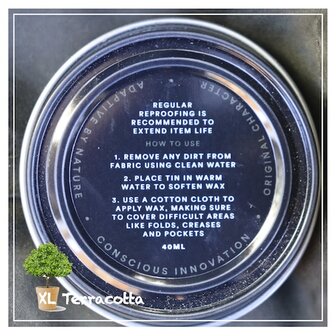 REGULAR
REPROOFING IS
RECOMMENDED TO
EXTEND ITEM LIFE
HOW TO USE
1. REMOVE ANY DIRT FROM
FABRIC USING CLEAN WATER
2. PLACE TIN IN WARM
WATER TO SOFTEN WAX
3. USE A COTTON CLOTH TO
APPLY WAX, MAKING SURE
TO COVER DIFFICULT AREAS
LIKE FOLDS, CREASES
AND POCKETS
40ML
ADAPTIVE BY NATURE
ORIGINAL CHARACTER
CONSCIOUS INNOVATION
XL Terracotta